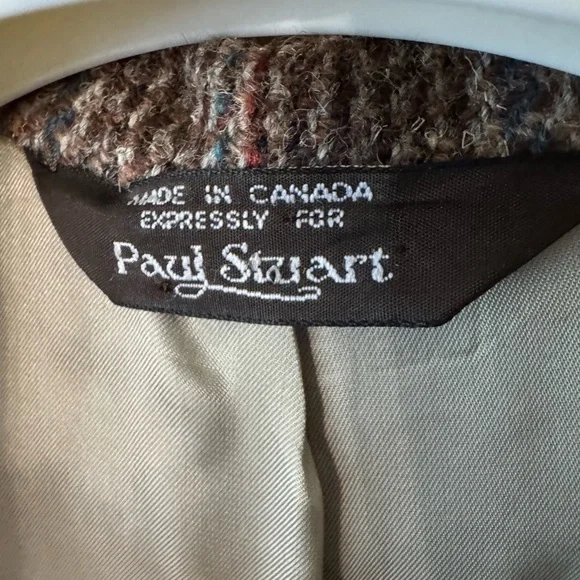 MADE IN CANADA
EXPRESSLY FOR
Paul Stuart